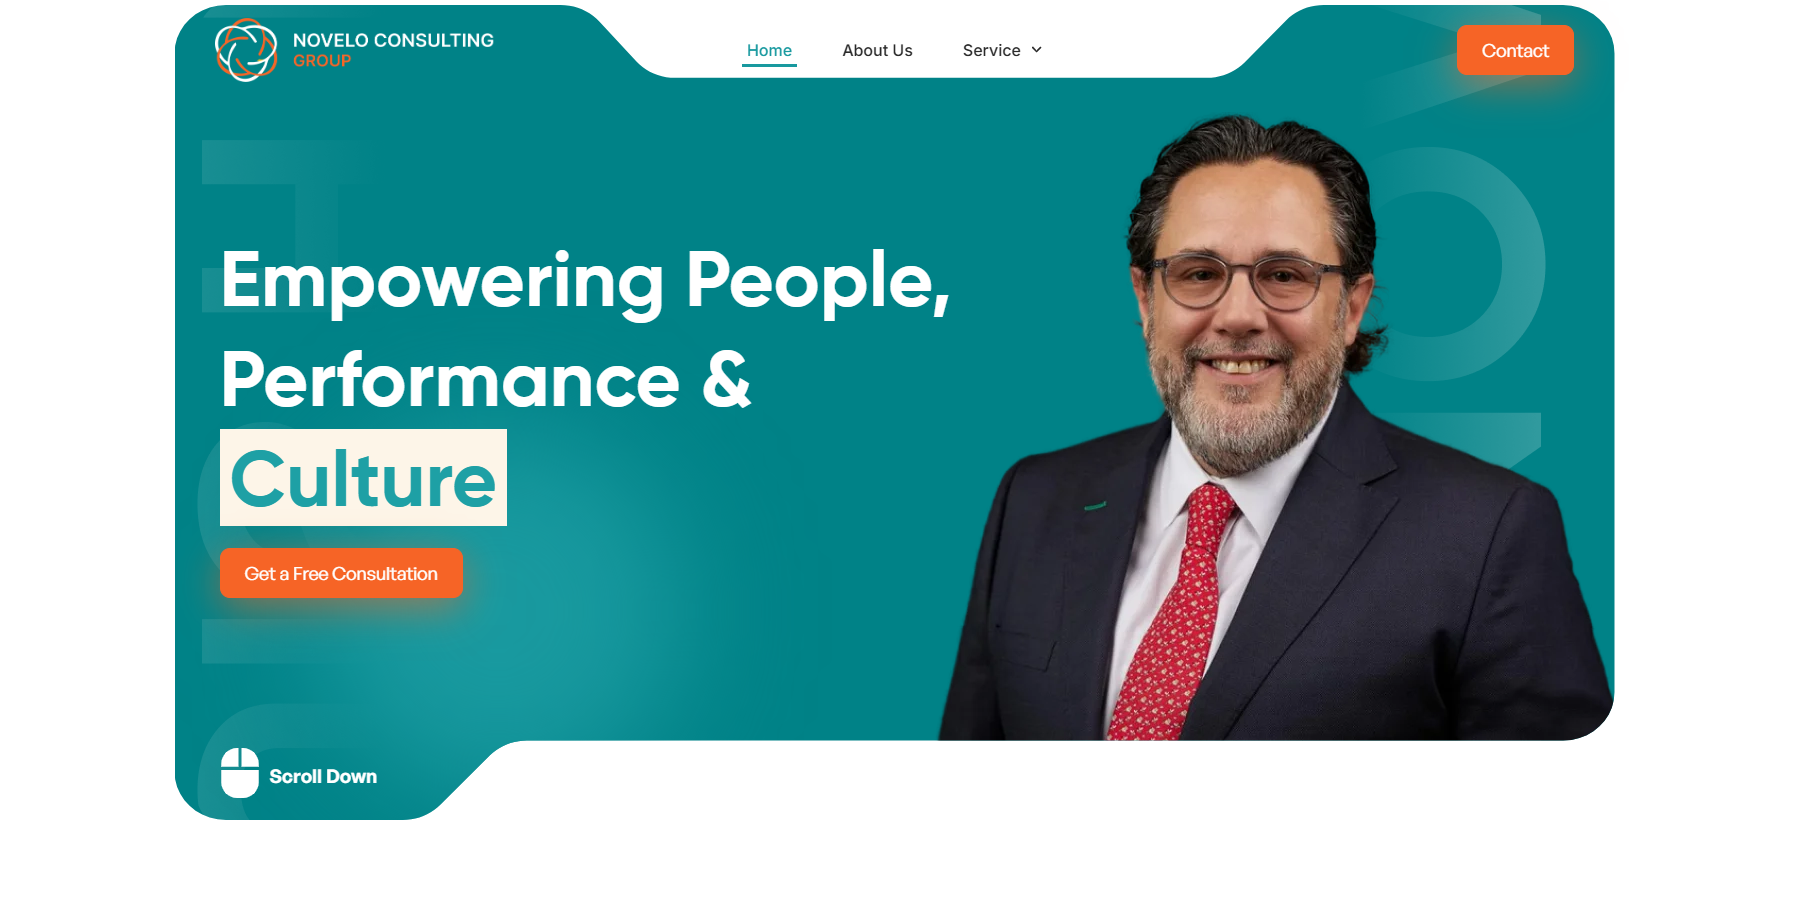 NOVELO CONSULTING
GROUP
Home
About Us
Service
Contact
Empowering People,
Performance &
Culture
Get a Free Consultation
Scroll Down